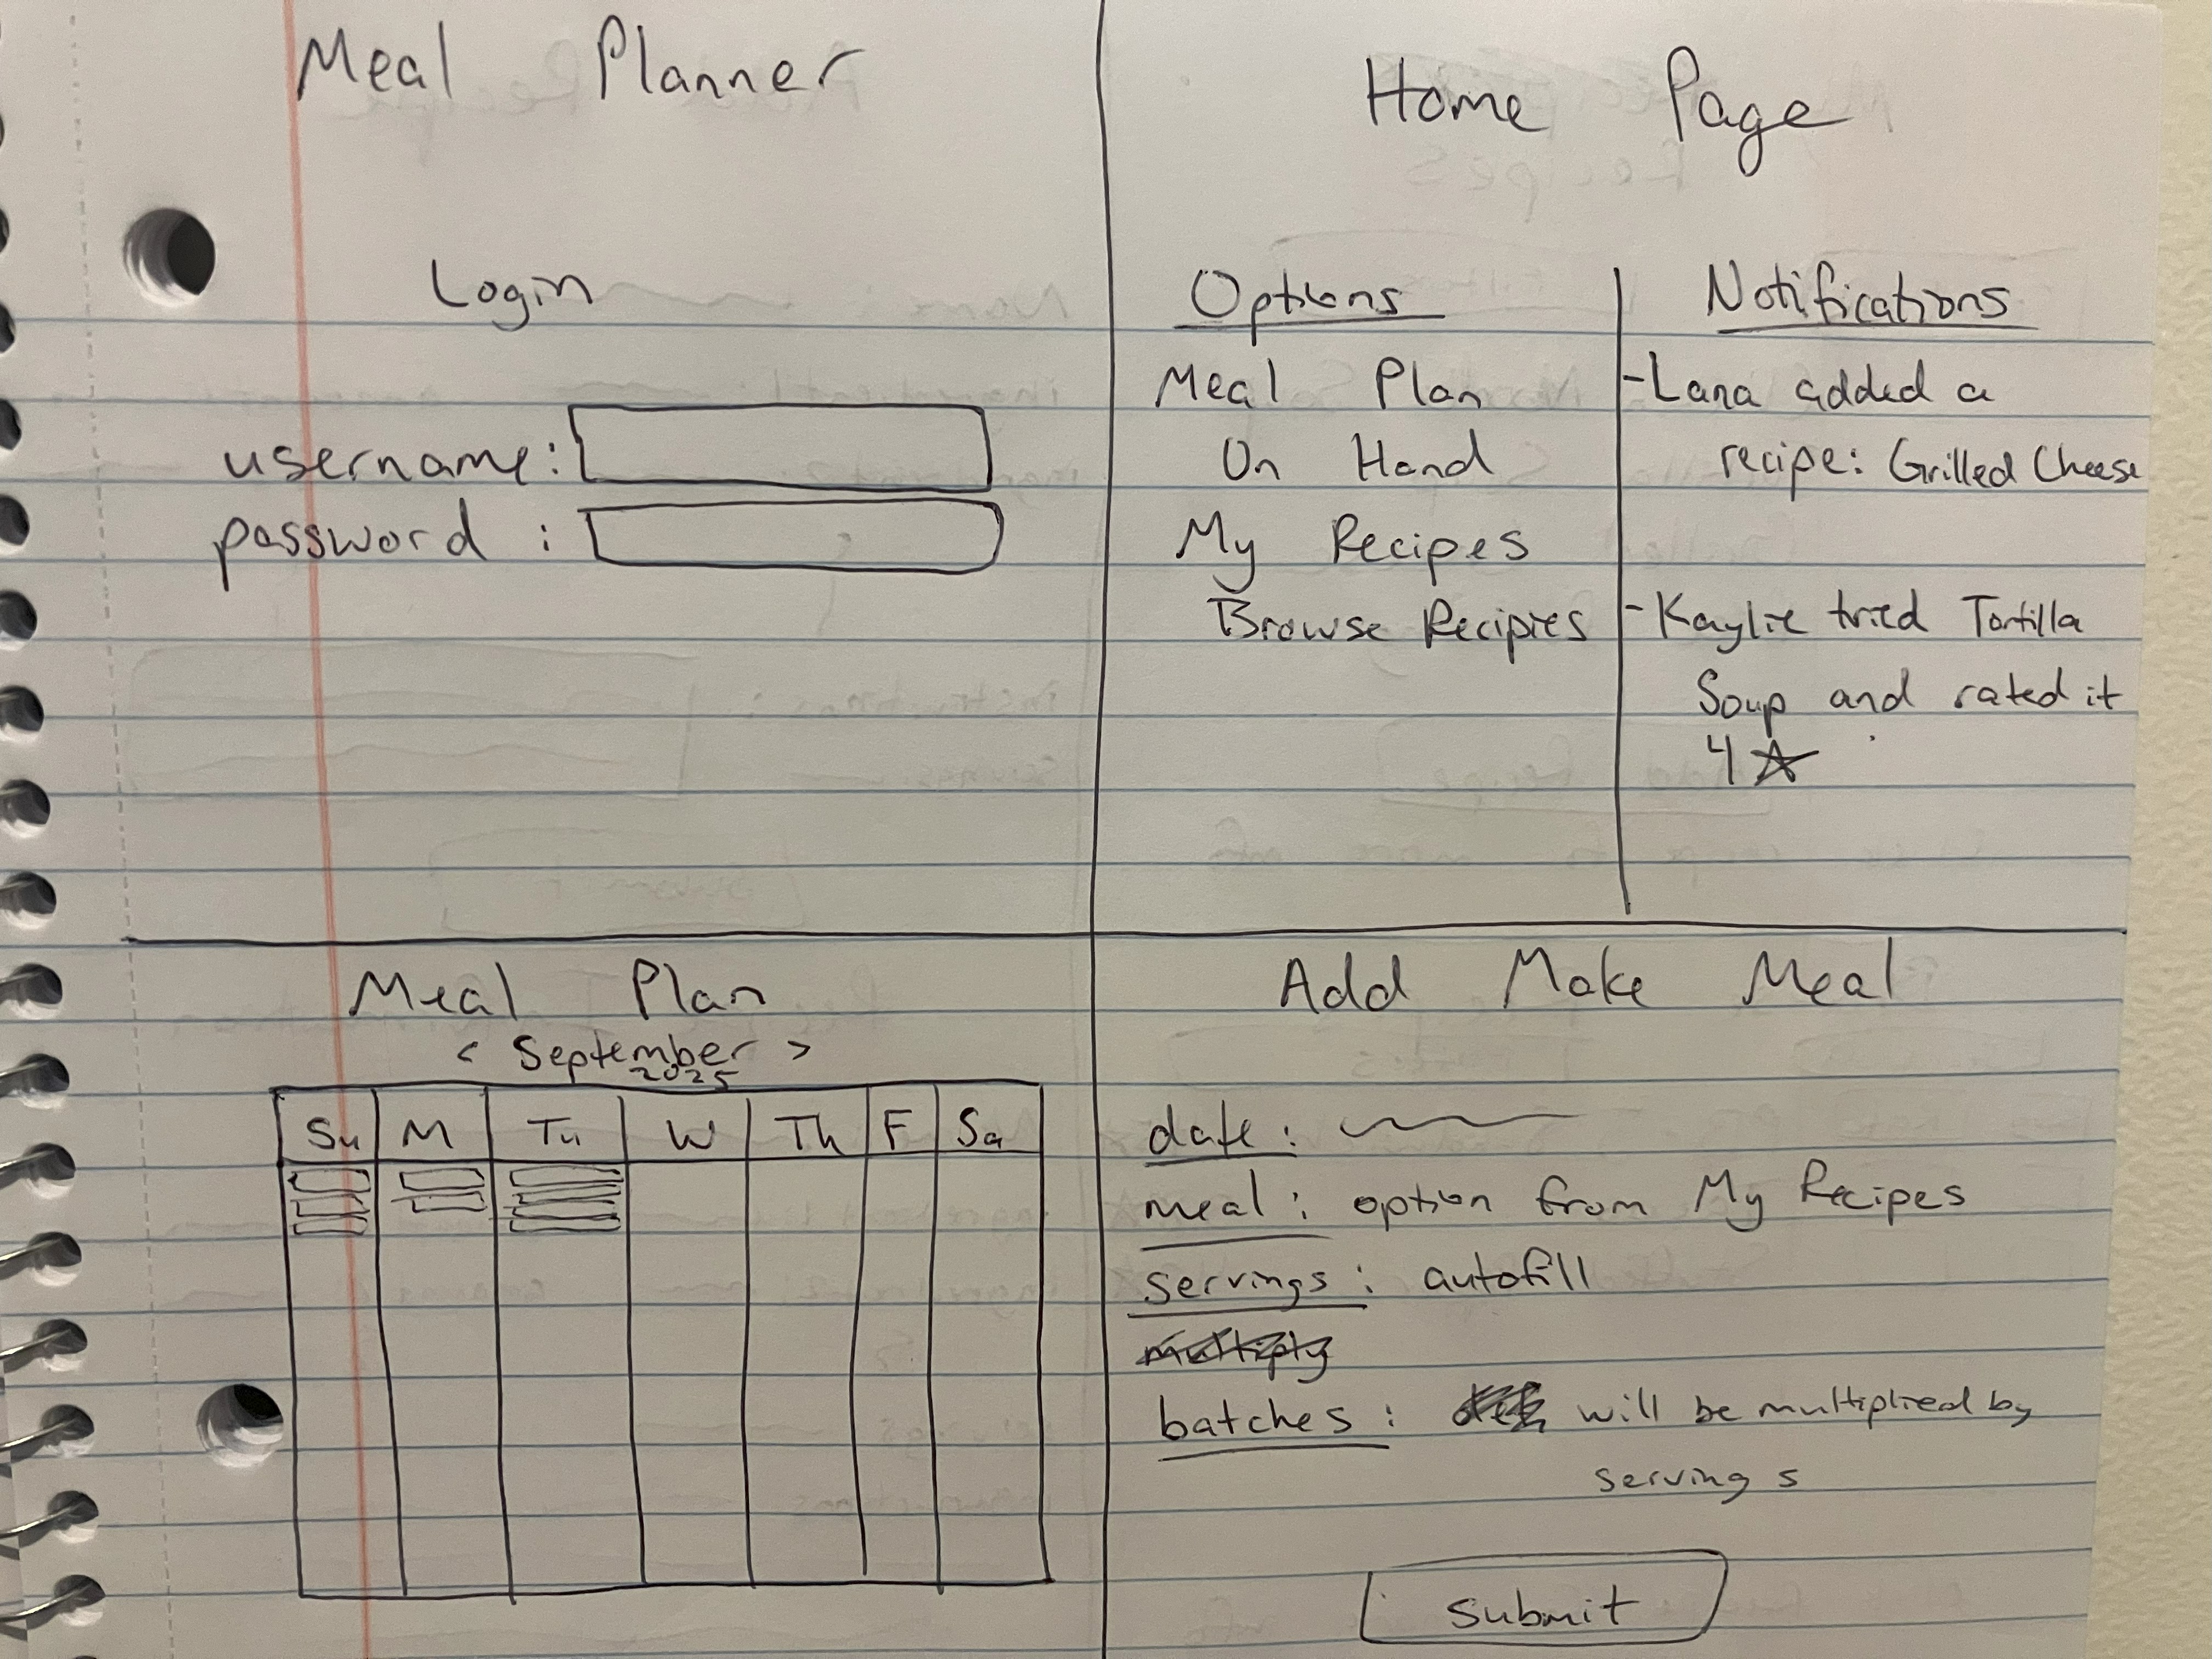 Meal Planner
Login
username:
password :
Home Page
Options
Meal Plan
On Hand
My Recipes
Browse Recipies
Notifications
-Lana added a
recipe: Grilled Cheese
-Kaylie tried Tortilla
Soup and rated it
4 ☆
Meal Plan
< September >
2025
Su M Tu W Th F Sa
Add Make Meal
date:
meal: option from My Recipes
servings: autofill
multiply
batches: will be multiplied by
servings
Submit